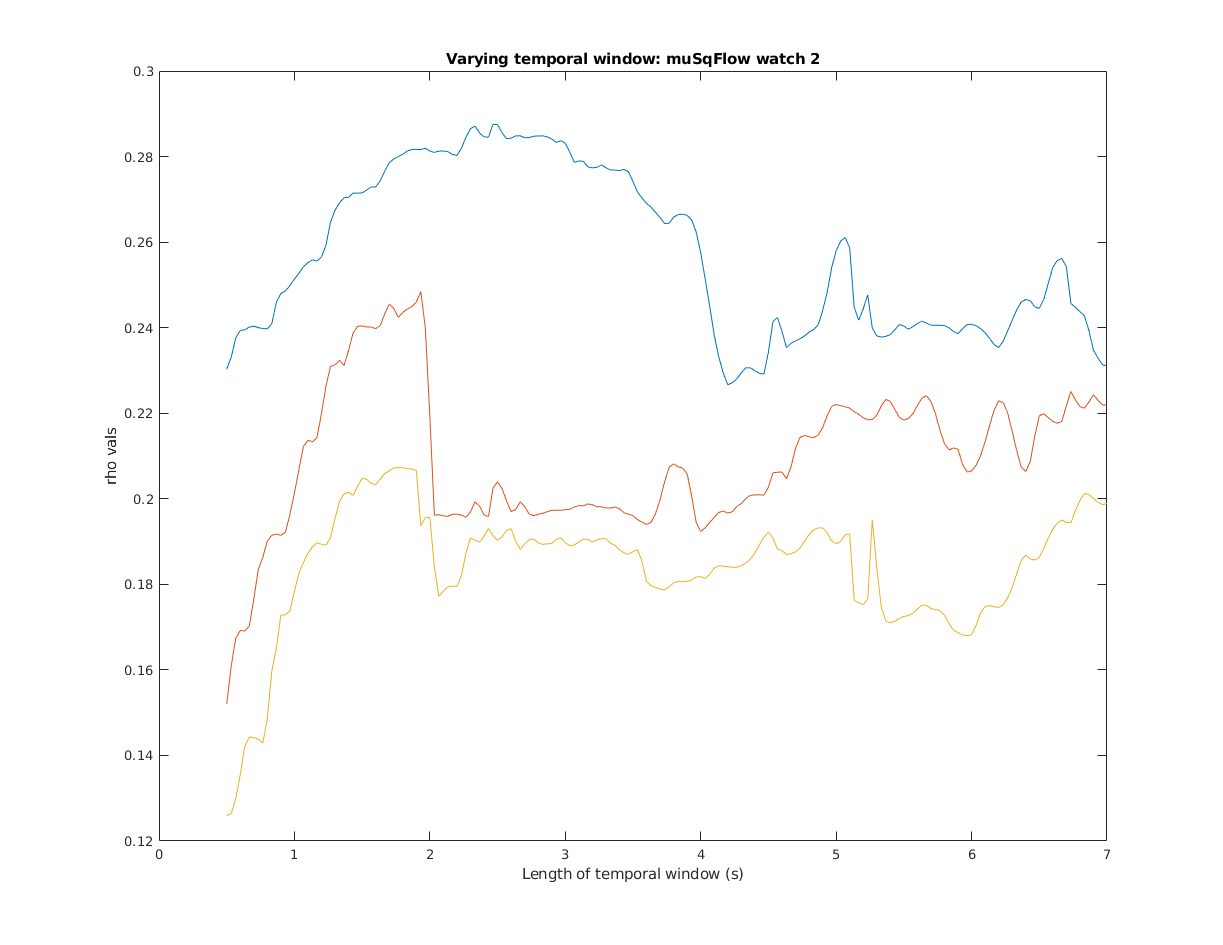 Varying temporal window: muSqFlow watch 2
0.3
0.28
0.26
0.24
0.22
0.2
0.18
0.16
0.14
0.12
rho vals
0 1 2 3 4 5 6 7
Length of temporal window (s)